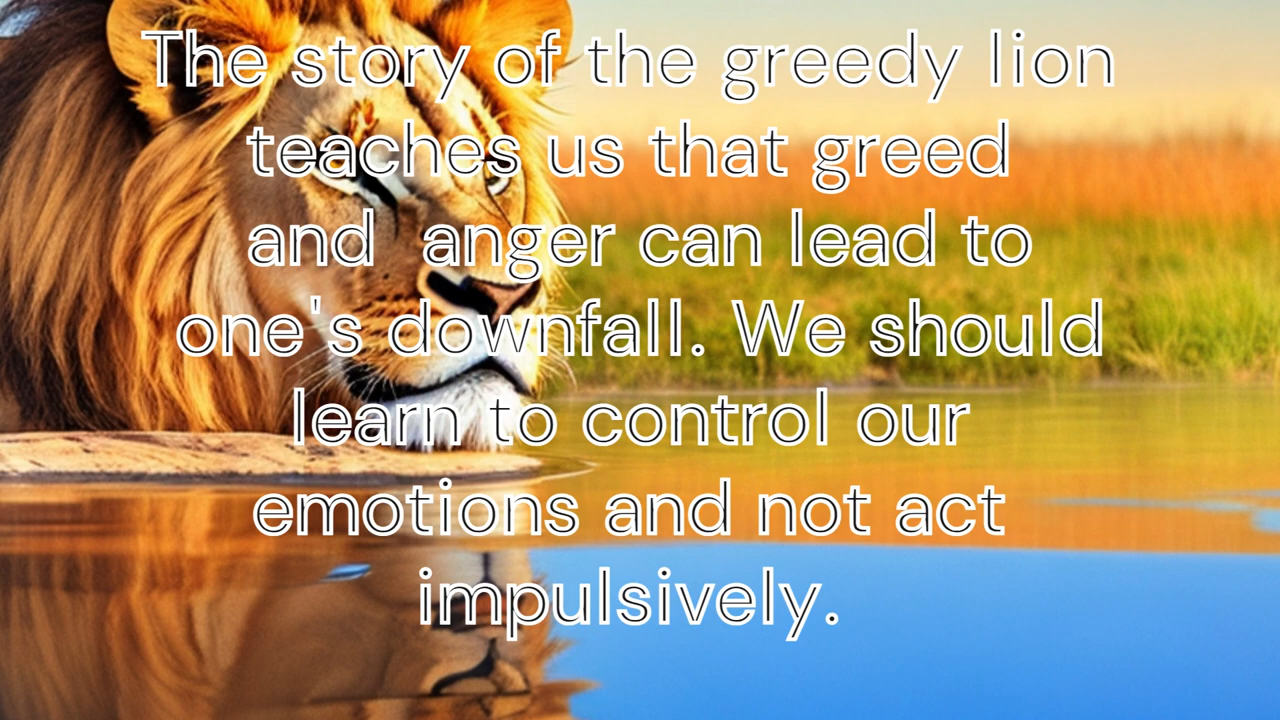 The story of the greedy lion
teaches us that greed
and  anger can lead to
one's downfall. We should
learn to control our
emotions and not act
impulsively.